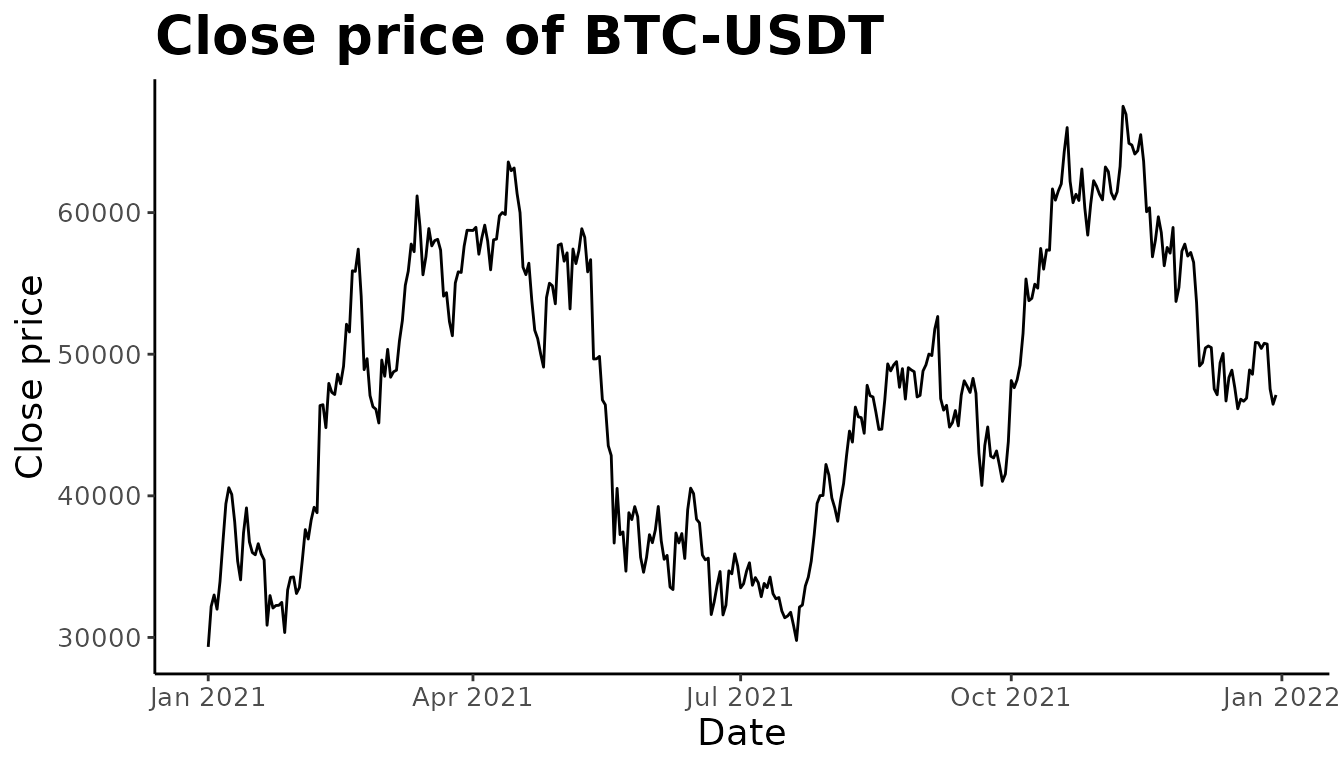 Close price of BTC-USDT
Close price
60000
50000
40000
30000
Jan 2021
Apr 2021
Jul 2021
Oct 2021
Jan 2022
Date